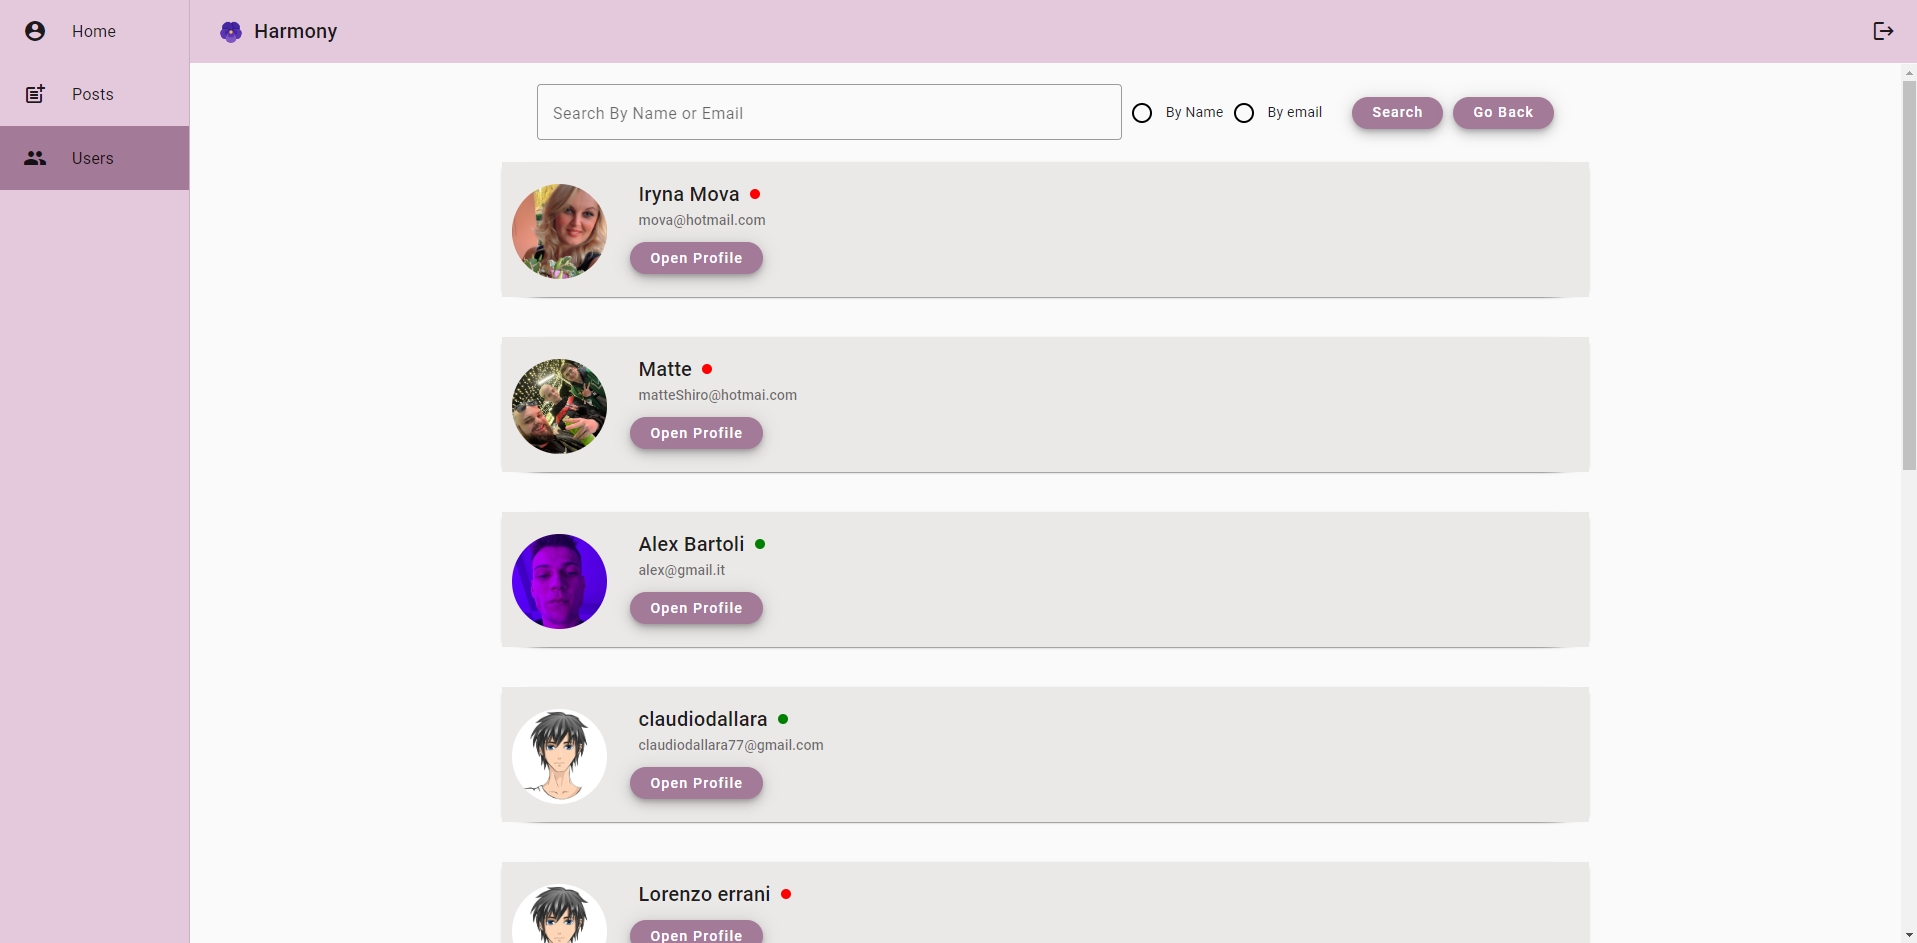 Home
Posts
Users
Harmony
Search By Name or Email
By Name
By email
Search
Go Back
Iryna Mova
mova@hotmail.com
Open Profile
Matte
matteShiro@hotmai.com
Open Profile
Alex Bartoli
alex@gmail.it
Open Profile
claudiodallara
claudiodallara77@gmail.com
Open Profile
Lorenzo errani
Open Profile